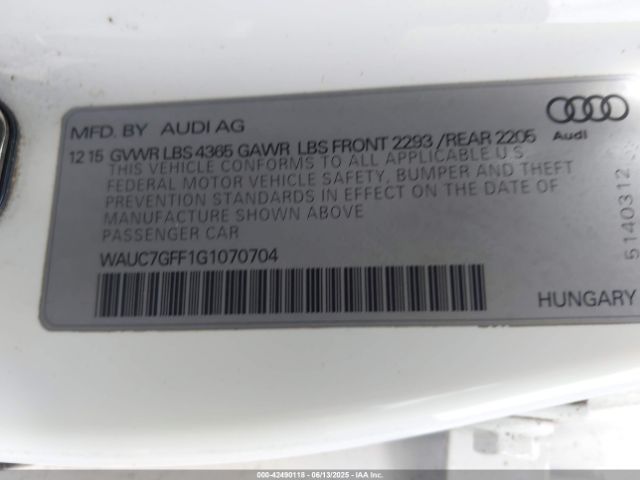 MFD. BY AUDI AG
Audi
12 15 GVWR LBS 4365 GAWR LBS FRONT 2293 / REAR 2205
THIS VEHICLE CONFORMS TO ALL APPLICABLE U.S
FEDERAL MOTOR VEHICLE SAFETY, BUMPER AND THEFT
PREVENTION STANDARDS IN EFFECT ON THE DATE OF
MANUFACTURE SHOWN ABOVE
PASSENGER CAR
WAUC7GFF1G1070704
5140312
HUNGARY
000-42490118 - 06/13/2025 - IAA Inc.